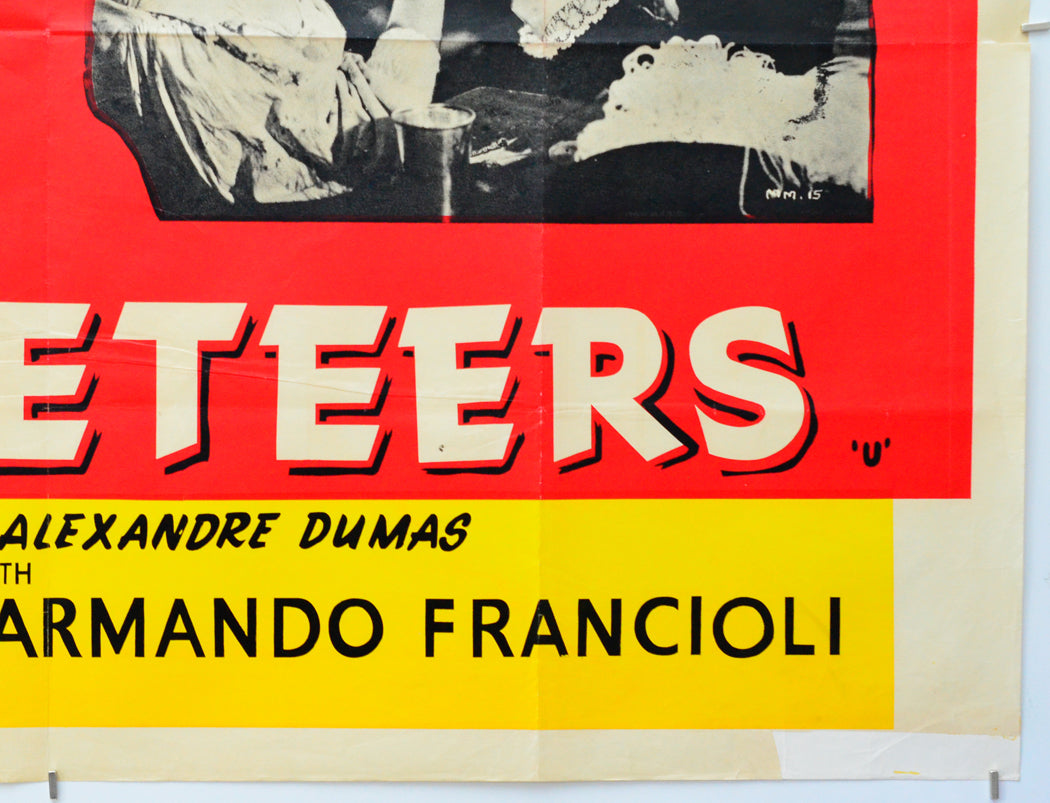 MM.15
ETEERS 'U'
ALEXANDRE DUMAS
TH
ARMANDO FRANCIOLI